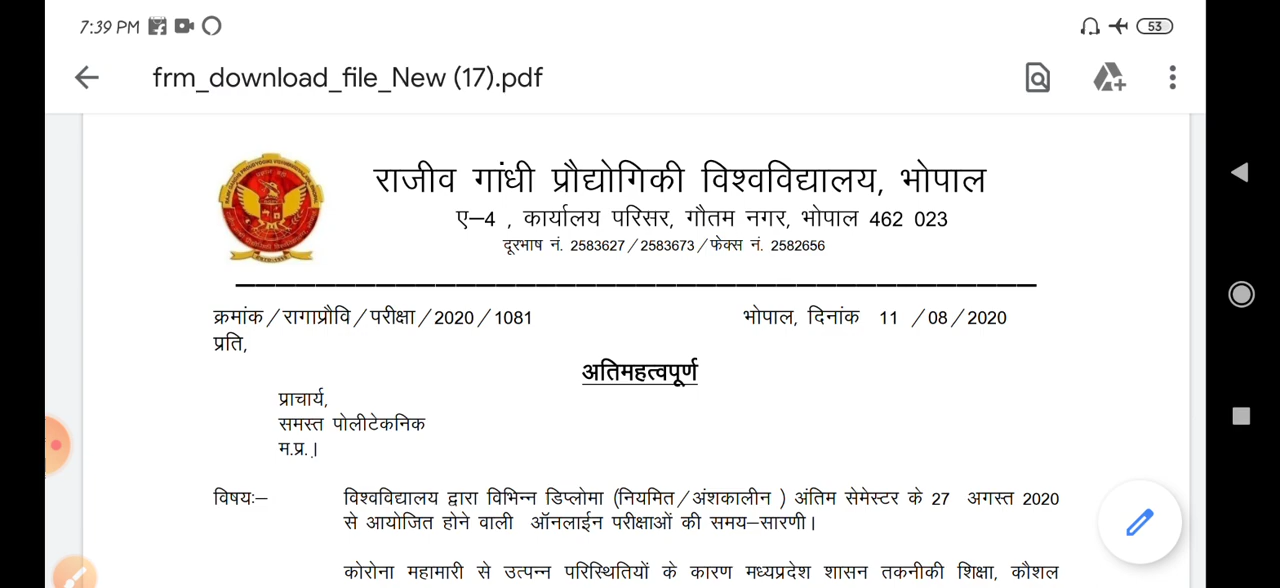 7:39 PM
53
frm_download_file_New (17).pdf
राजीव गांधी प्रौद्योगिकी विश्वविद्यालय, भोपाल
ए–4 , कार्यालय परिसर, गौतम नगर, भोपाल 462 023
दूरभाष नं. 2583627/2583673/फेक्स नं. 2582656
क्रमांक/रागाप्रौवि/परीक्षा/2020/1081 भोपाल, दिनांक 11 /08/2020
प्रति,
अतिमहत्वपूर्ण
प्राचार्य,
समस्त पोलीटेकनिक
म.प्र.।
विषयः– विश्वविद्यालय द्वारा विभिन्न डिप्लोमा (नियमित/अंशकालीन ) अंतिम सेमेस्टर के 27 अगस्त 2020
से आयोजित होने वाली ऑनलाईन परीक्षाओं की समय–सारणी।
कोरोना महामारी से उत्पन्न परिस्थितियों के कारण मध्यप्रदेश शासन तकनीकी शिक्षा, कौशल